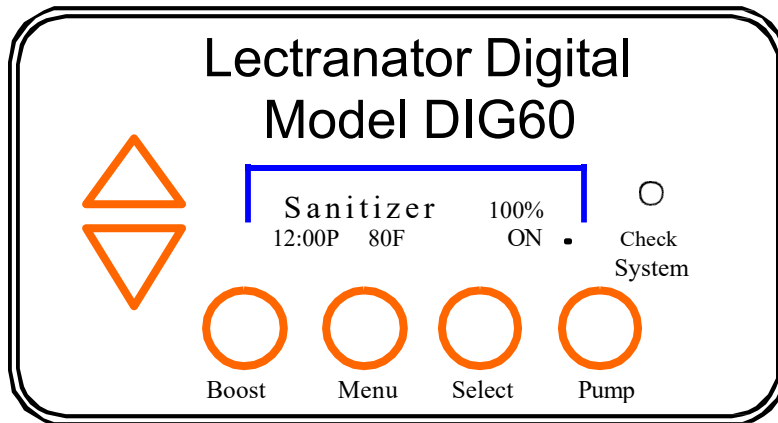 Lectranator Digital
Model DIG60
Sanitizer 100%
12:00P 80F ON .
Check
System
Boost Menu Select Pump